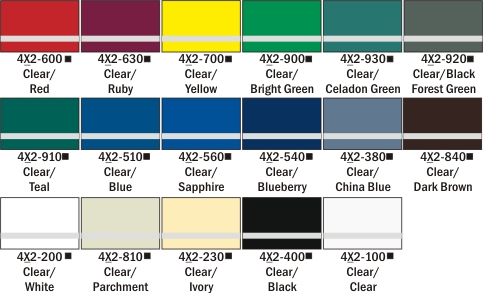 4X2-600■ 4X2-630■ 4X2-700■ 4X2-900■ 4X2-930■ 4X2-920■
Clear/ Clear/ Clear/ Clear/ Clear/ Clear/Black
Red Ruby Yellow Bright Green Celadon Green Forest Green
4X2-910■ 4X2-510■ 4X2-560■ 4X2-540■ 4X2-380■ 4X2-840■
Clear/ Clear/ Clear/ Clear/ Clear/ Clear/
Teal Blue Sapphire Blueberry China Blue Dark Brown
4X2-200■ 4X2-810■ 4X2-230■ 4X2-400■ 4X2-100■
Clear/ Clear/ Clear/ Clear/ Clear/
White Parchment Ivory Black Clear